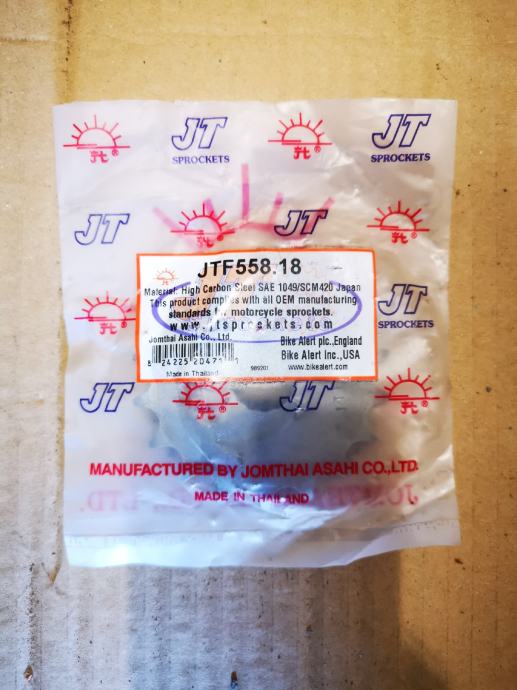 JT
SPROCKETS
JT
SPROCKETS
JT
JT
JTF558.18
Material: High Carbon Steel SAE 1049/SCM420 Japan
This product complies with all OEM manufacturing
standards for motorcycle sprockets.
www.jtsprockets.com
Jomthai Asahi Co., Ltd.
Bike Alert plc.,England
Bike Alert Inc.,USA
Made in Thailand
989201
www.bikealert.com
JT
SPROCKETS
JT
JT
MANUFACTURED BY JOMTHAI ASAHI CO.,LTD.
MADE IN THAILAND